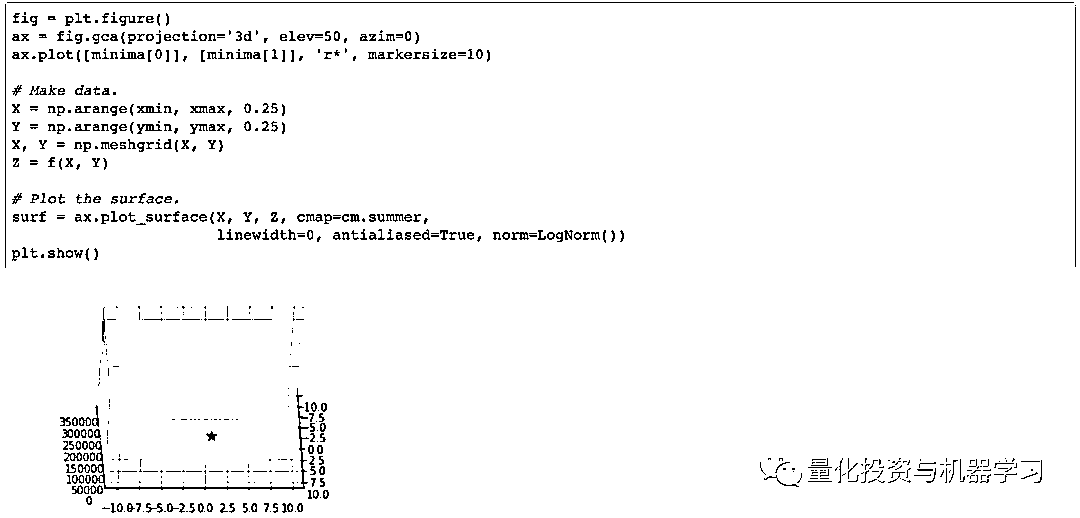 fig = plt.figure()
ax = fig.gca(projection='3d', elev=50, azim=0)
ax.plot([minima[0]], [minima[1]], 'r*', markersize=10)
# Make data.
X = np.arange(xmin, xmax, 0.25)
Y = np.arange(ymin, ymax, 0.25)
X, Y = np.meshgrid(X, Y)
Z = f(X, Y)
# Plot the surface.
surf = ax.plot_surface(X, Y, Z, cmap=cm.summer,
linewidth=0, antialiased=True, norm=LogNorm())
plt.show()
350000
300000
250000
200000
150000
100000
50000
0
-10.0-7.5-5.0-2.5 0.0 2.5 5.0 7.5 10.0
-10.0
-7.5
-5.0
-2.5
0.0
2.5
5.0
7.5
10.0
量化投资与机器学习